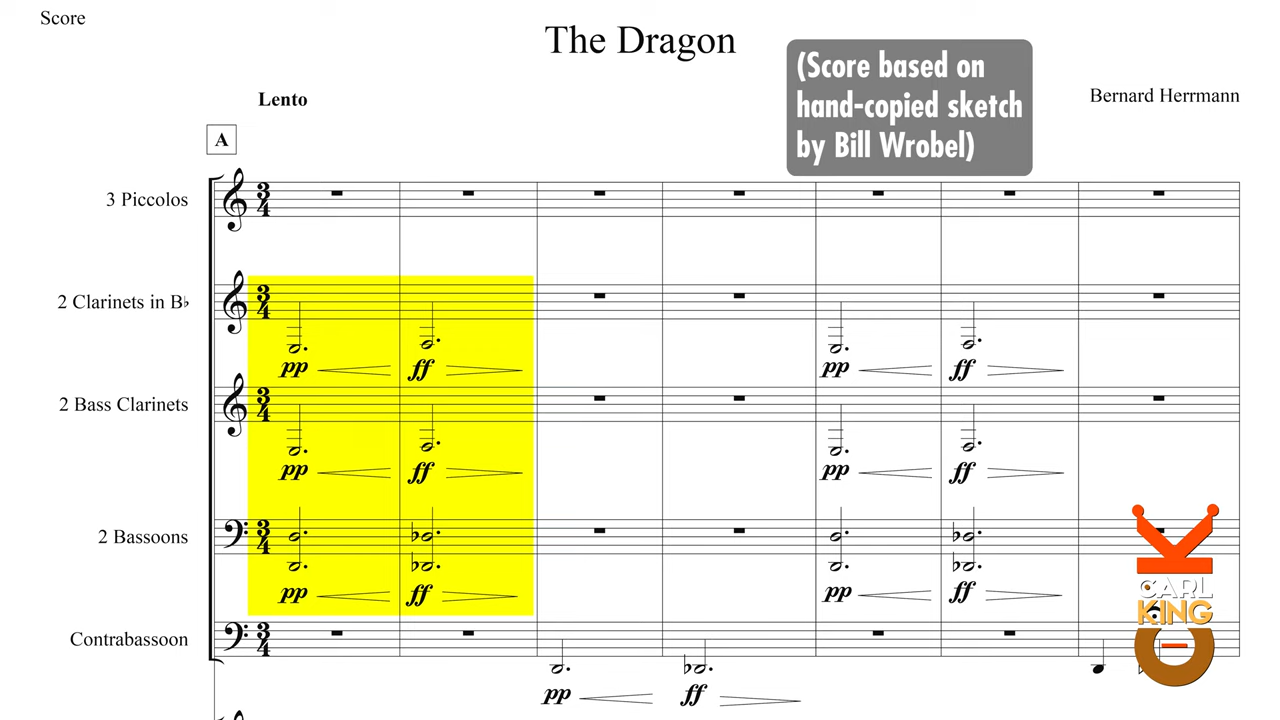 Score
The Dragon
(Score based on
hand-copied sketch
by Bill Wrobel)
Lento
Bernard Herrmann
A
3 Piccolos
2 Clarinets in B♭
pp ff pp ff
2 Bass Clarinets
pp ff pp ff
2 Bassoons
pp ff pp ff
Contrabassoon
pp ff
CARL
KING